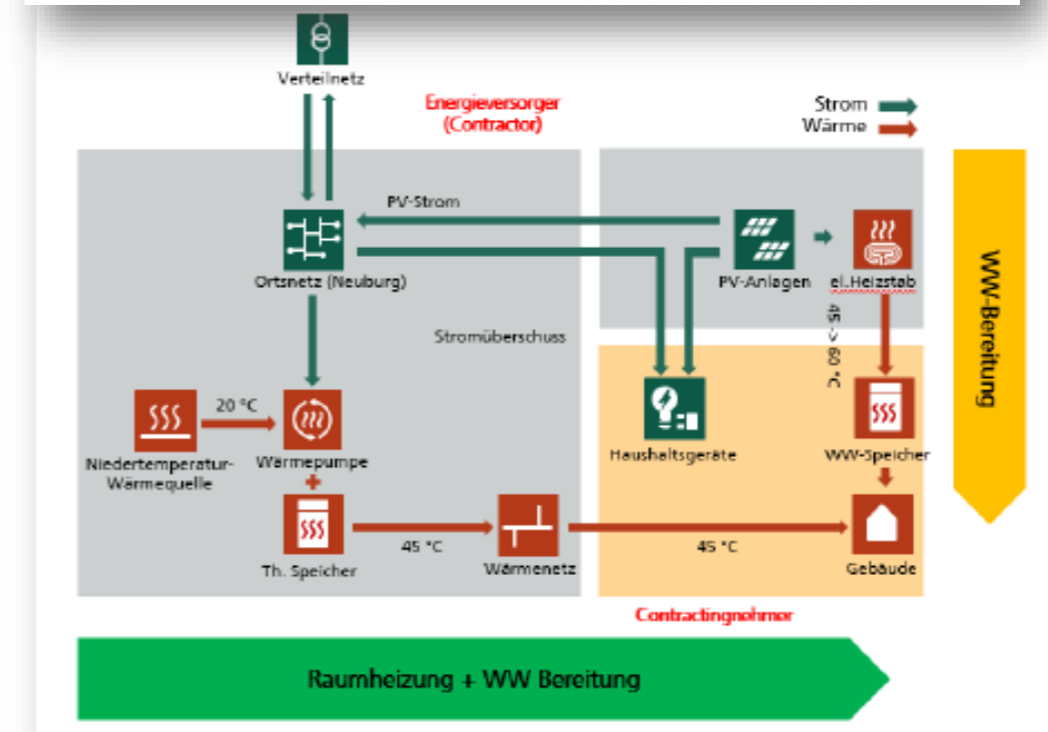 Verteilnetz
Energieversorger
(Contractor)
Strom
Wärme
PV-Strom
Ortsnetz (Neuburg)
PV-Anlagen
el.Heizstab
Stromüberschuss
45 -> 60 °C
WW-Bereitung
20 °C
Niedertemperatur-
Wärmequelle
Wärmepumpe
Haushaltsgeräte
WW-Speicher
Th. Speicher
45 °C
Wärmenetz
45 °C
Gebäude
Contractingnehmer
Raumheizung + WW Bereitung